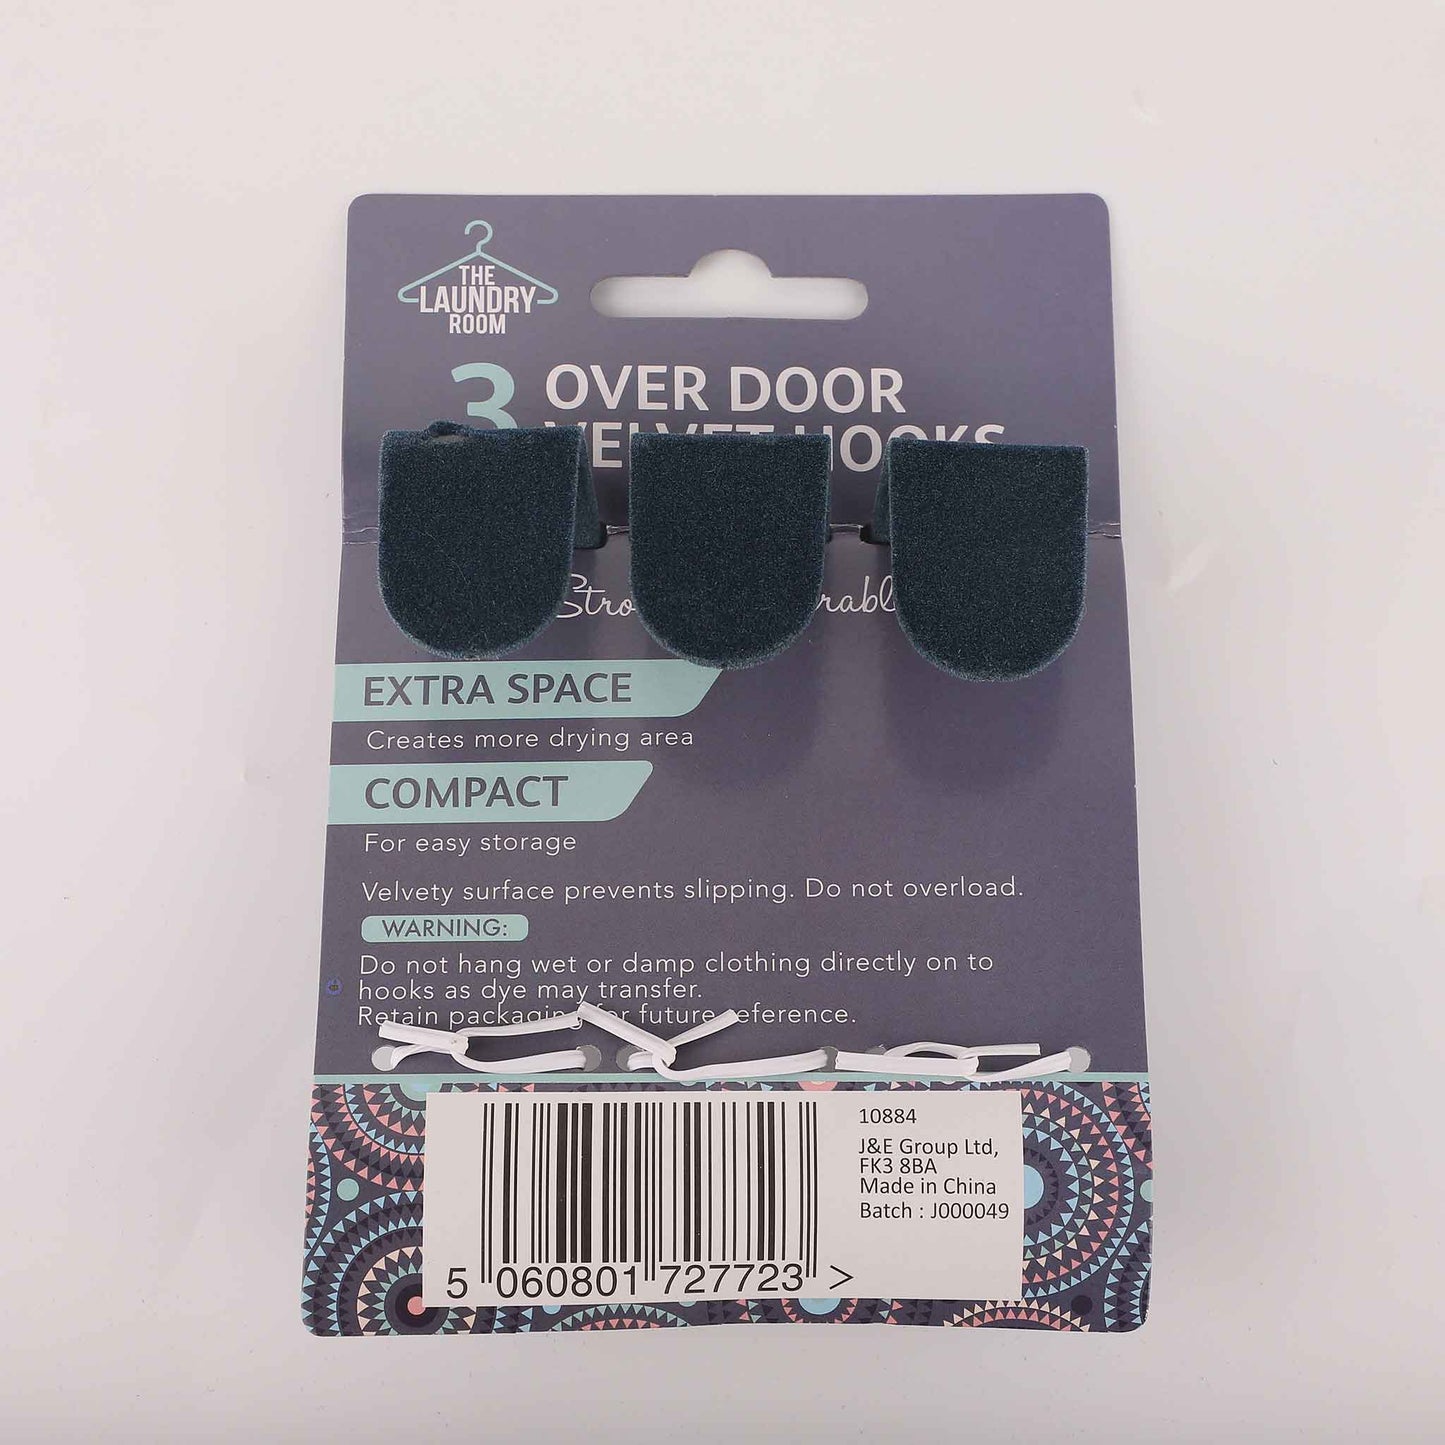 THE
LAUNDRY
ROOM
3 OVER DOOR
VELVET HOOKS
EXTRA SPACE
Creates more drying area
COMPACT
For easy storage
Velvety surface prevents slipping. Do not overload.
WARNING:
Do not hang wet or damp clothing directly on to
hooks as dye may transfer.
Retain packaging for future reference.
10884
J&E Group Ltd,
FK3 8BA
Made in China
Batch : J000049
5 060801 727723 >